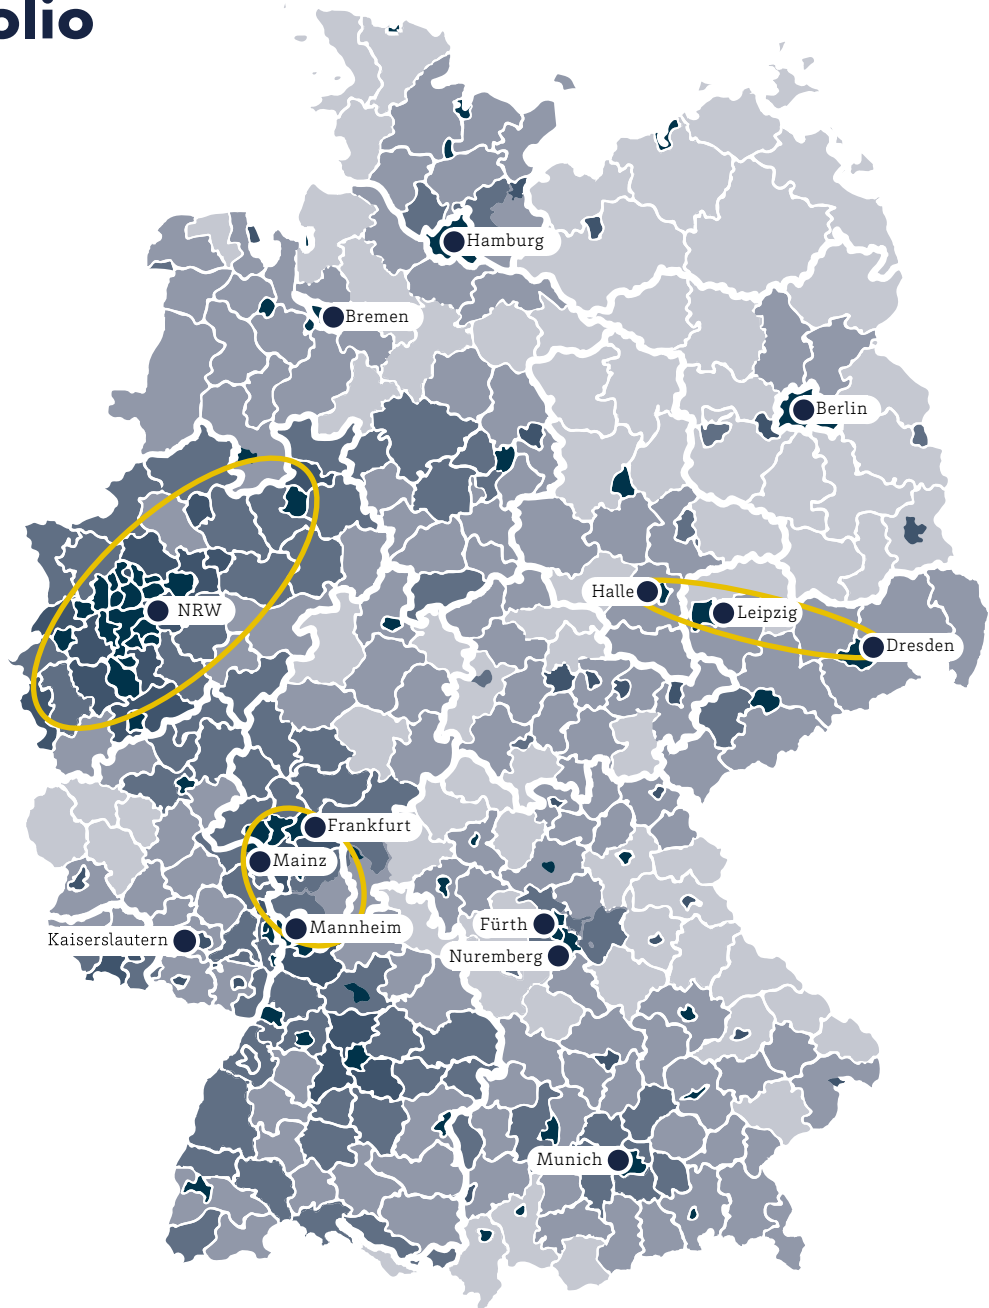 olio
Hamburg
Bremen
Berlin
Halle
NRW
Leipzig
Dresden
Frankfurt
Mainz
Fürth
Mannheim
Kaiserslautern
Nuremberg
Munich